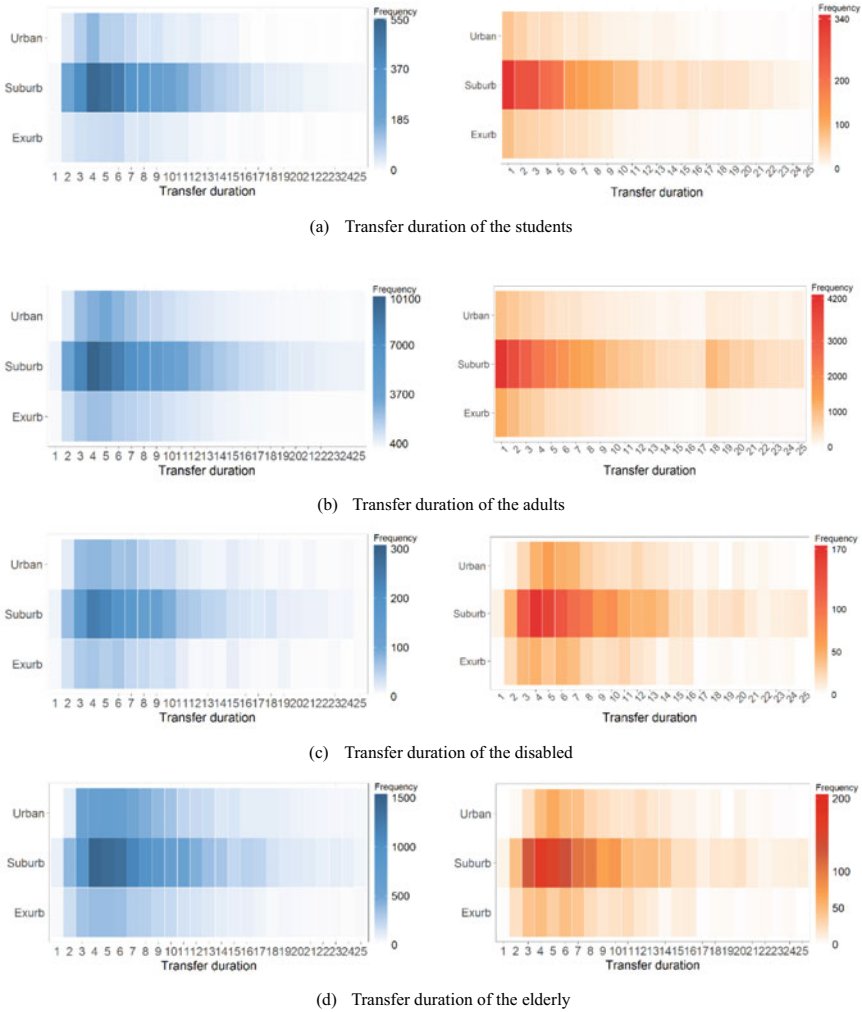 Frequency
550
370
185
0
Urban
Suburb
Exurb
1 2 3 4 5 6 7 8 9 10 11 12 13 14 15 16 17 18 19 20 21 22 23 24 25
Transfer duration
Frequency
340
200
100
0
Urban
Suburb
Exurb
1 2 3 4 5 6 7 8 9 10 11 12 13 14 15 16 17 18 19 20 21 22 23 24 25
Transfer duration
(a) Transfer duration of the students
Frequency
10100
7000
3700
400
Urban
Suburb
Exurb
1 2 3 4 5 6 7 8 9 10 11 12 13 14 15 16 17 18 19 20 21 22 23 24 25
Transfer duration
Frequency
4200
3000
2000
1000
0
Urban
Suburb
Exurb
1 2 3 4 5 6 7 8 9 10 11 12 13 14 15 16 17 18 19 20 21 22 23 24 25
Transfer duration
(b) Transfer duration of the adults
Frequency
300
200
100
0
Urban
Suburb
Exurb
1 2 3 4 5 6 7 8 9 10 11 12 13 14 15 16 17 18 19 20 21 22 23 24 25
Transfer duration
Frequency
170
100
50
0
Urban
Suburb
Exurb
1 2 3 4 5 6 7 8 9 10 11 12 13 14 15 16 17 18 19 20 21 22 23 24 25
Transfer duration
(c) Transfer duration of the disabled
Frequency
1500
1000
500
0
Urban
Suburb
Exurb
1 2 3 4 5 6 7 8 9 10 11 12 13 14 15 16 17 18 19 20 21 22 23 24 25
Transfer duration
Frequency
200
150
100
50
0
Urban
Suburb
Exurb
1 2 3 4 5 6 7 8 9 10 11 12 13 14 15 16 17 18 19 20 21 22 23 24 25
Transfer duration
(d) Transfer duration of the elderly